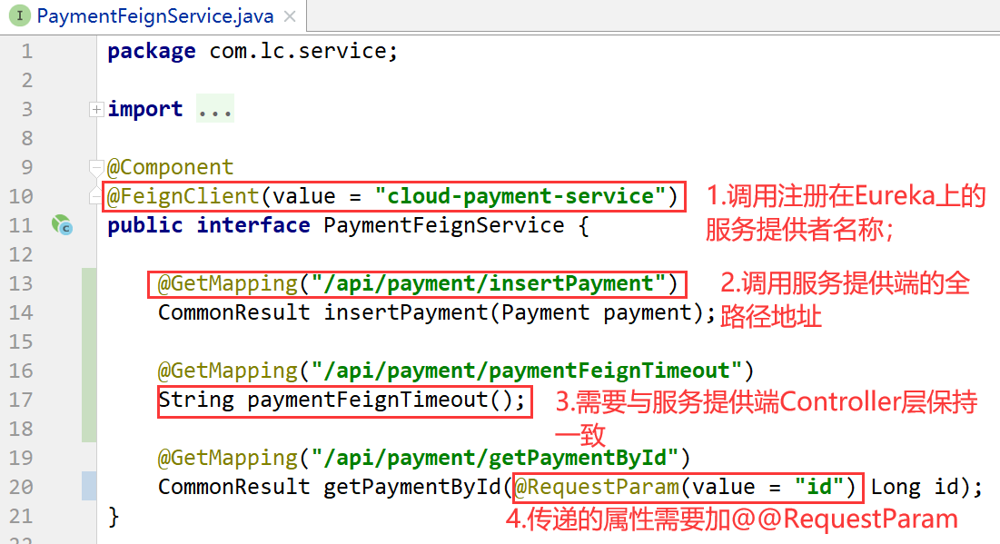 PaymentFeignService.java
1 package com.lc.service;
2
3 import ...
8
9 @Component
10 @FeignClient(value = "cloud-payment-service")
1.调用注册在Eureka上的
服务提供者名称；
11 public interface PaymentFeignService {
12
13 @GetMapping("/api/payment/insertPayment")
2.调用服务提供端的全
路径地址
14 CommonResult insertPayment(Payment payment);
15
16 @GetMapping("/api/payment/paymentFeignTimeout")
17 String paymentFeignTimeout();
3.需要与服务提供端Controller层保持
一致
18
19 @GetMapping("/api/payment/getPaymentById")
20 CommonResult getPaymentById(@RequestParam(value = "id") Long id);
4.传递的属性需要加@@RequestParam
21 }
22